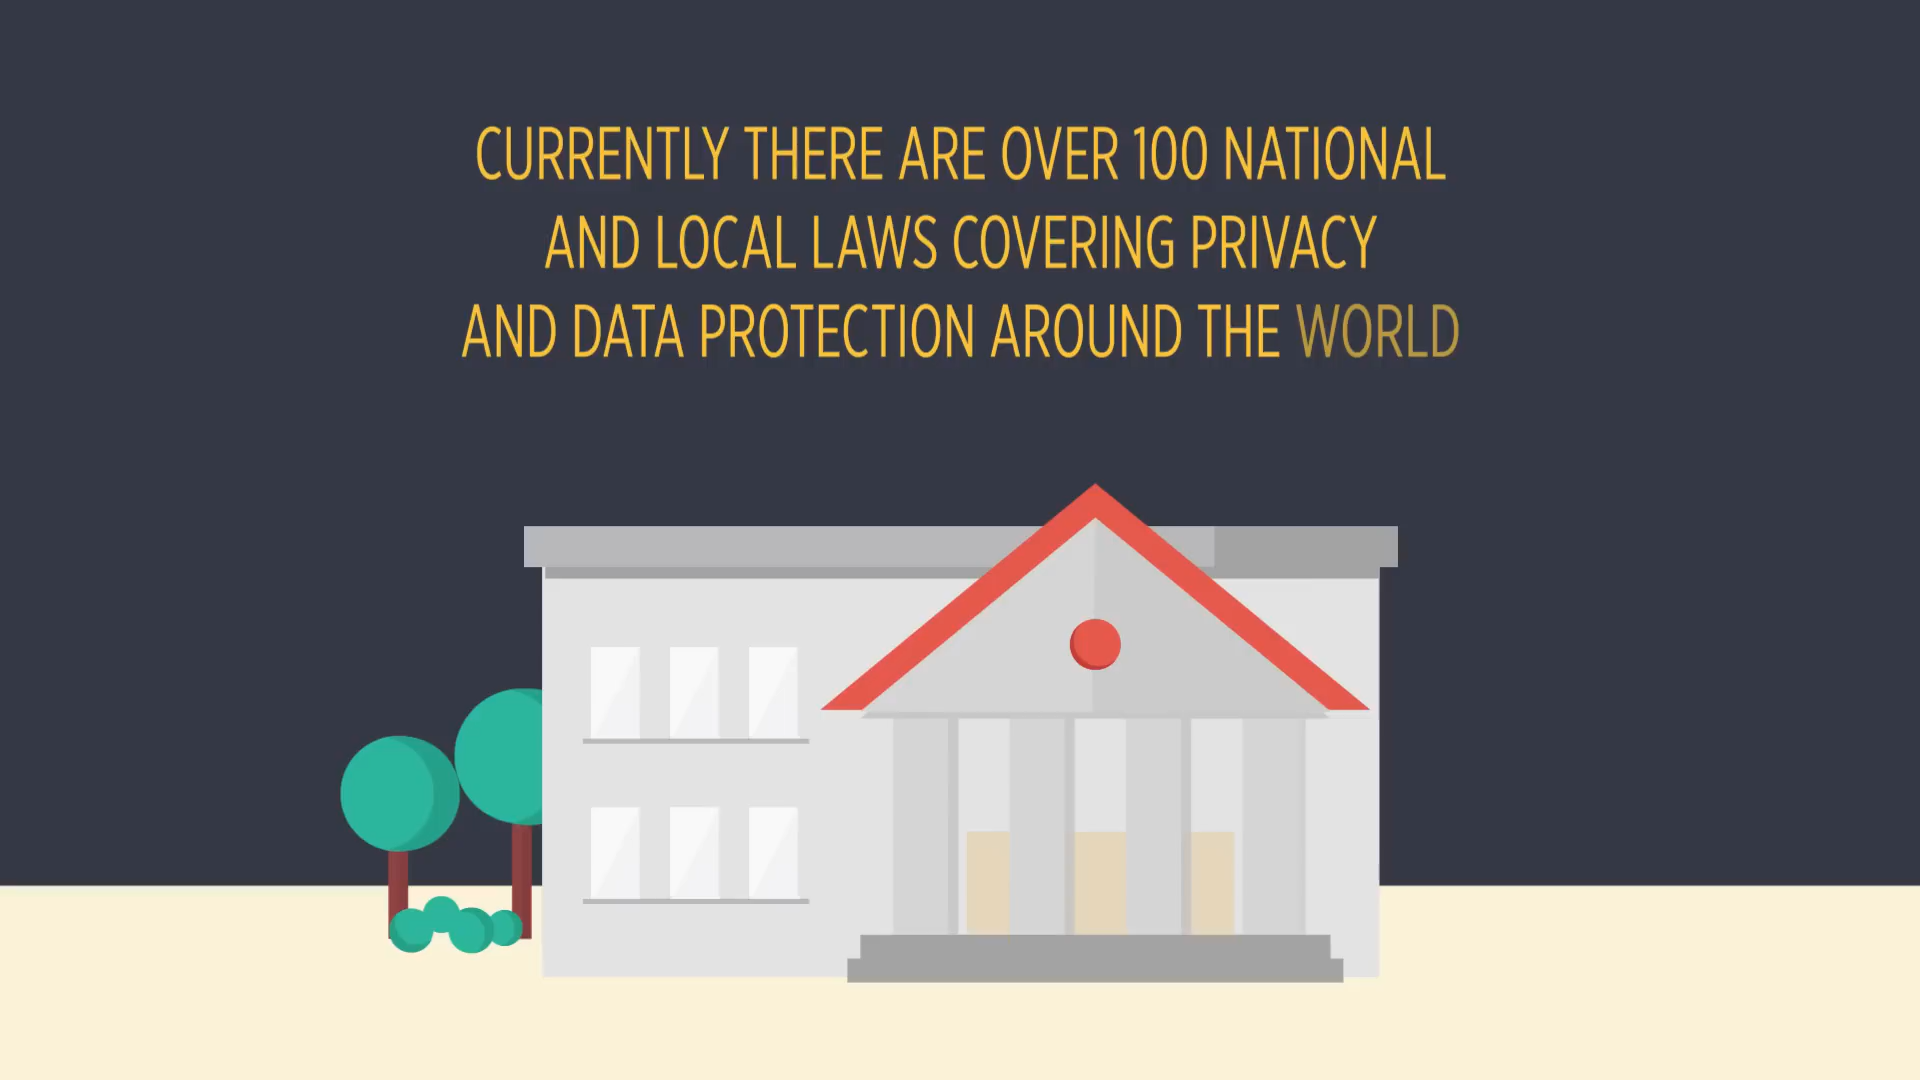 CURRENTLY THERE ARE OVER 100 NATIONAL
AND LOCAL LAWS COVERING PRIVACY
AND DATA PROTECTION AROUND THE WORLD